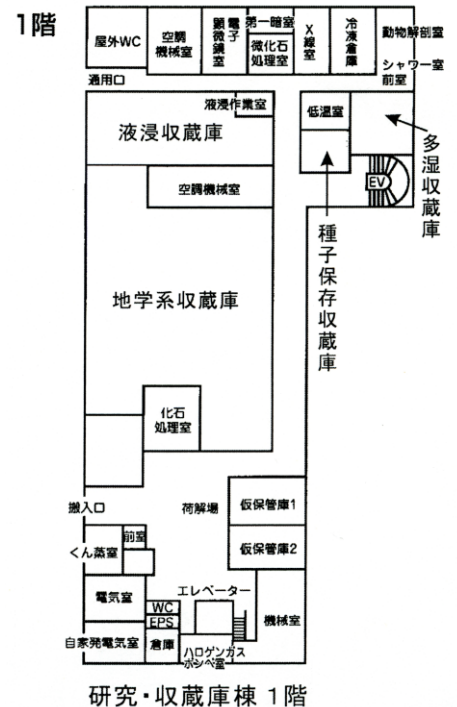 1階
屋外WC
空調
機械室
電子
顕微鏡室
第一暗室
微化石
処理室
X線室
冷凍倉庫
動物解剖室
シャワー室
前室
通用口
液浸作業室
液浸収蔵庫
低温室
多湿収蔵庫
空調機械室
EV
種子保存収蔵庫
地学系収蔵庫
化石
処理室
搬入口
荷解場
仮保管庫1
前室
くん蒸室
仮保管庫2
電気室
エレベーター
WC
EPS
機械室
自家発電気室
倉庫
ハロゲンガス
ボンベ室
研究・収蔵庫棟 1階